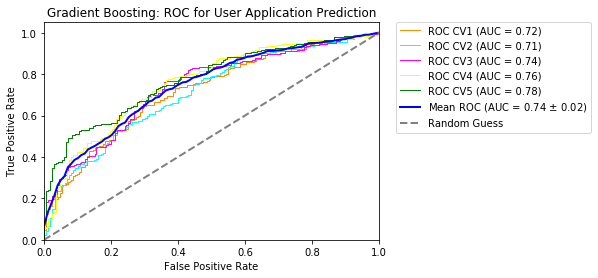 Gradient Boosting: ROC for User Application Prediction
True Positive Rate
1.0
0.8
0.6
0.4
0.2
0.0
0.0
0.2
0.4
0.6
0.8
1.0
False Positive Rate
ROC CV1 (AUC = 0.72)
ROC CV2 (AUC = 0.71)
ROC CV3 (AUC = 0.74)
ROC CV4 (AUC = 0.76)
ROC CV5 (AUC = 0.78)
Mean ROC (AUC = 0.74 ± 0.02)
Random Guess